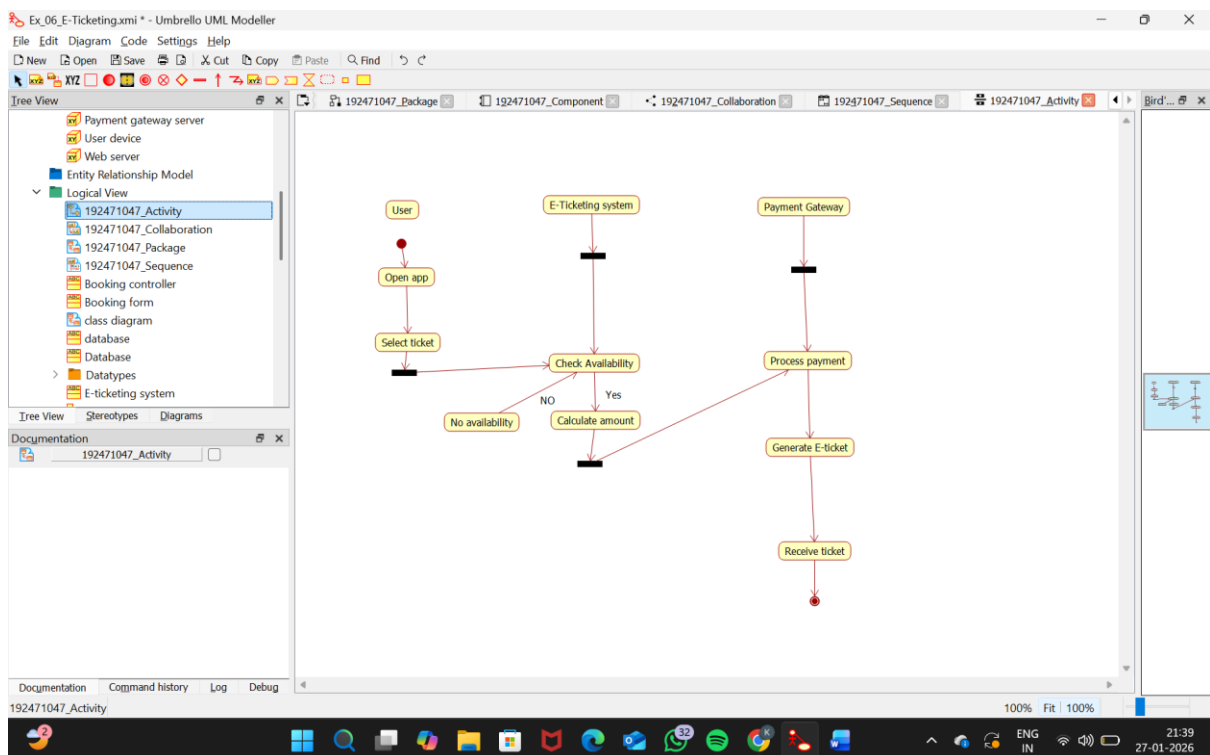 Ex_06_E-Ticketing.xmi * - Umbrello UML Modeller
File Edit Diagram Code Settings Help
New Open Save Cut Copy Paste Find
XYZ
Tree View
192471047_Package 192471047_Component 192471047_Collaboration 192471047_Sequence 192471047_Activity
Bird'...
Payment gateway server
User device
Web server
Entity Relationship Model
Logical View
192471047_Activity
192471047_Collaboration
192471047_Package
192471047_Sequence
Booking controller
Booking form
class diagram
database
Database
Datatypes
E-ticketing system
Tree View Stereotypes Diagrams
Documentation
192471047_Activity
User
E-Ticketing system
Payment Gateway
Open app
Select ticket
Check Availability
Process payment
NO
Yes
No availability
Calculate amount
Generate E-ticket
Receive ticket
Documentation Command history Log Debug
192471047_Activity
100% Fit 100%
2
32
ENG
IN
21:39
27-01-2026